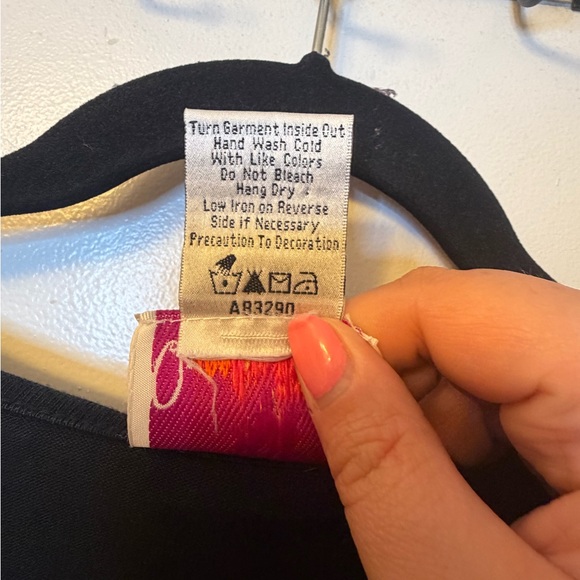 Turn Garment Inside Out
Hand Wash Cold
With Like Colors
Do Not Bleach
Hang Dry
Low Iron on Reverse
Side if Necessary
Precaution To Decoration
A83290